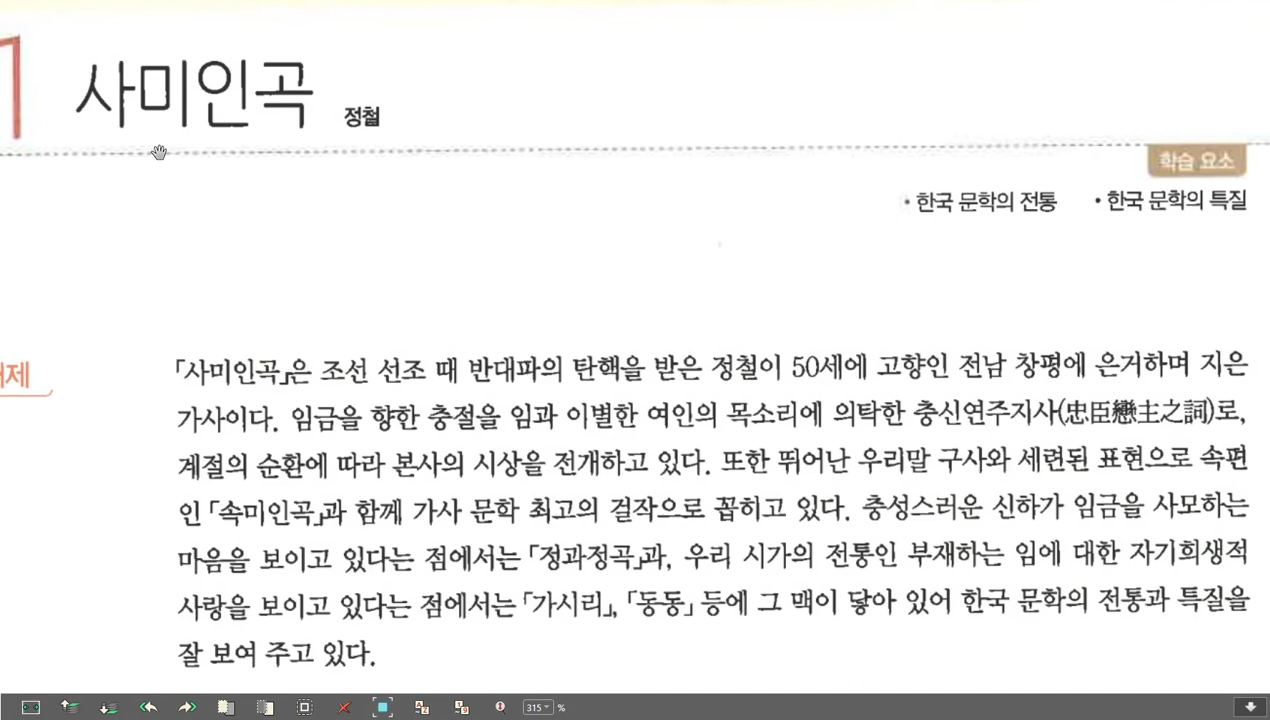 1 사미인곡 정철
학습 요소
• 한국 문학의 전통 • 한국 문학의 특질
「사미인곡」은 조선 선조 때 반대파의 탄핵을 받은 정철이 50세에 고향인 전남 창평에 은거하며 지은
가사이다. 임금을 향한 충절을 임과 이별한 여인의 목소리에 의탁한 충신연주지사(忠臣戀主之詞)로,
계절의 순환에 따라 본사의 시상을 전개하고 있다. 또한 뛰어난 우리말 구사와 세련된 표현으로 속편
인 「속미인곡」과 함께 가사 문학 최고의 걸작으로 꼽히고 있다. 충성스러운 신하가 임금을 사모하는
마음을 보이고 있다는 점에서는 「정과정곡」과, 우리 시가의 전통인 부재하는 임에 대한 자기희생적
사랑을 보이고 있다는 점에서는 「가시리」, 「동동」 등에 그 맥이 닿아 있어 한국 문학의 전통과 특질을
잘 보여 주고 있다.
315 %